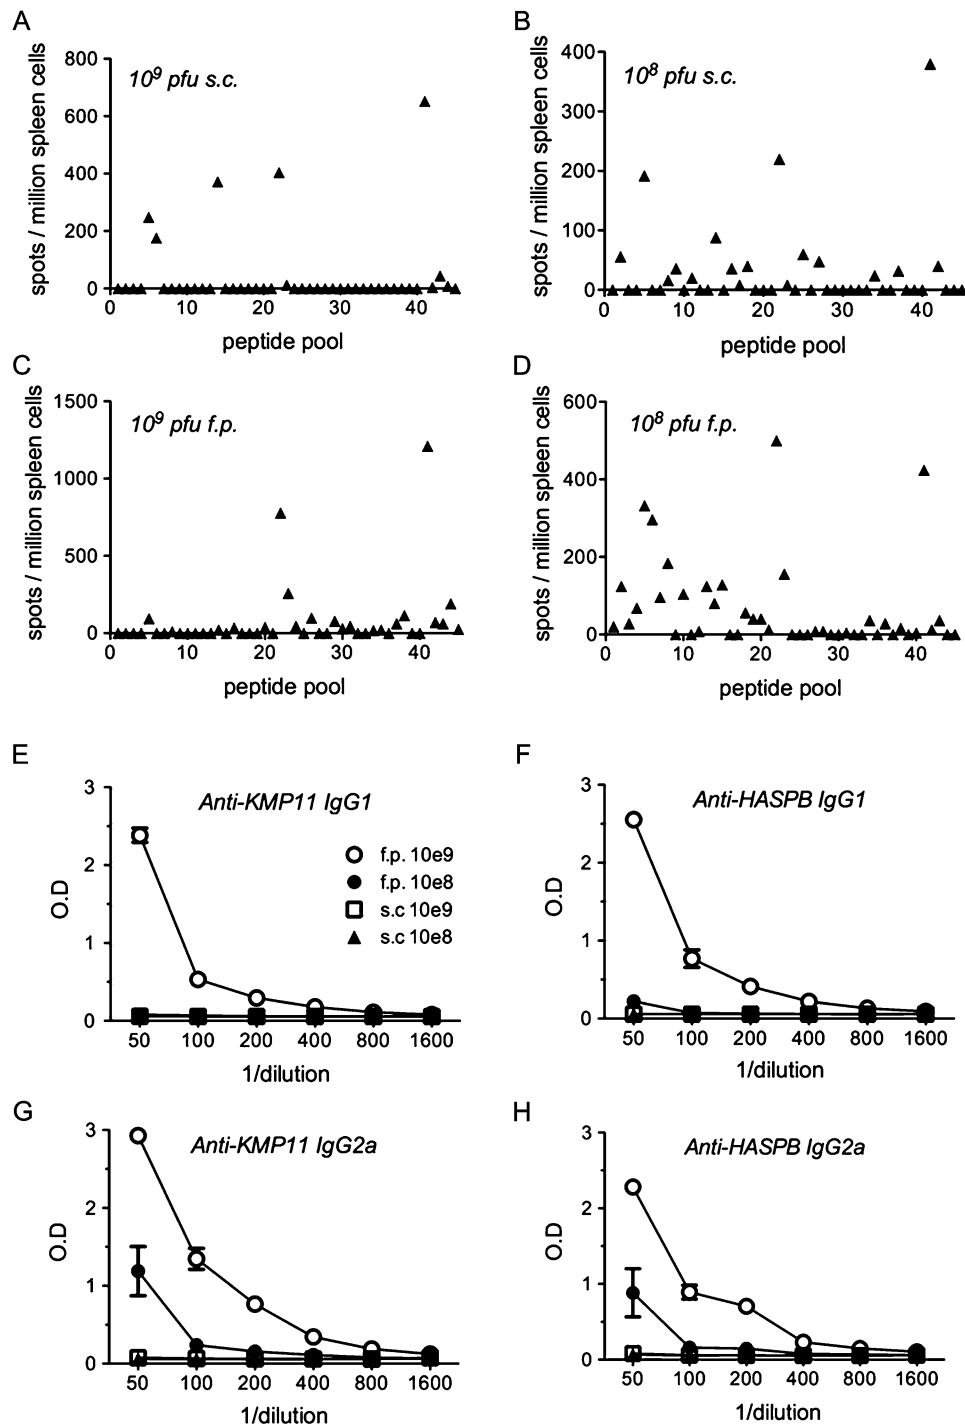 A
10⁹ pfu s.c.
spots / million spleen cells
800
600
400
200
0
0 10 20 30 40
peptide pool
B
10⁸ pfu s.c.
spots / million spleen cells
400
300
200
100
0
0 10 20 30 40
peptide pool
C
10⁹ pfu f.p.
spots / million spleen cells
1500
1000
500
0
0 10 20 30 40
peptide pool
D
10⁸ pfu f.p.
spots / million spleen cells
600
400
200
0
0 10 20 30 40
peptide pool
E
Anti-KMP11 IgG1
f.p. 10e9
f.p. 10e8
s.c 10e9
s.c 10e8
O.D
3
2
1
0
50 100 200 400 800 1600
1/dilution
F
Anti-HASPB IgG1
O.D
3
2
1
0
50 100 200 400 800 1600
1/dilution
G
Anti-KMP11 IgG2a
O.D
3
2
1
0
50 100 200 400 800 1600
1/dilution
H
Anti-HASPB IgG2a
O.D
3
2
1
0
50 100 200 400 800 1600
1/dilution